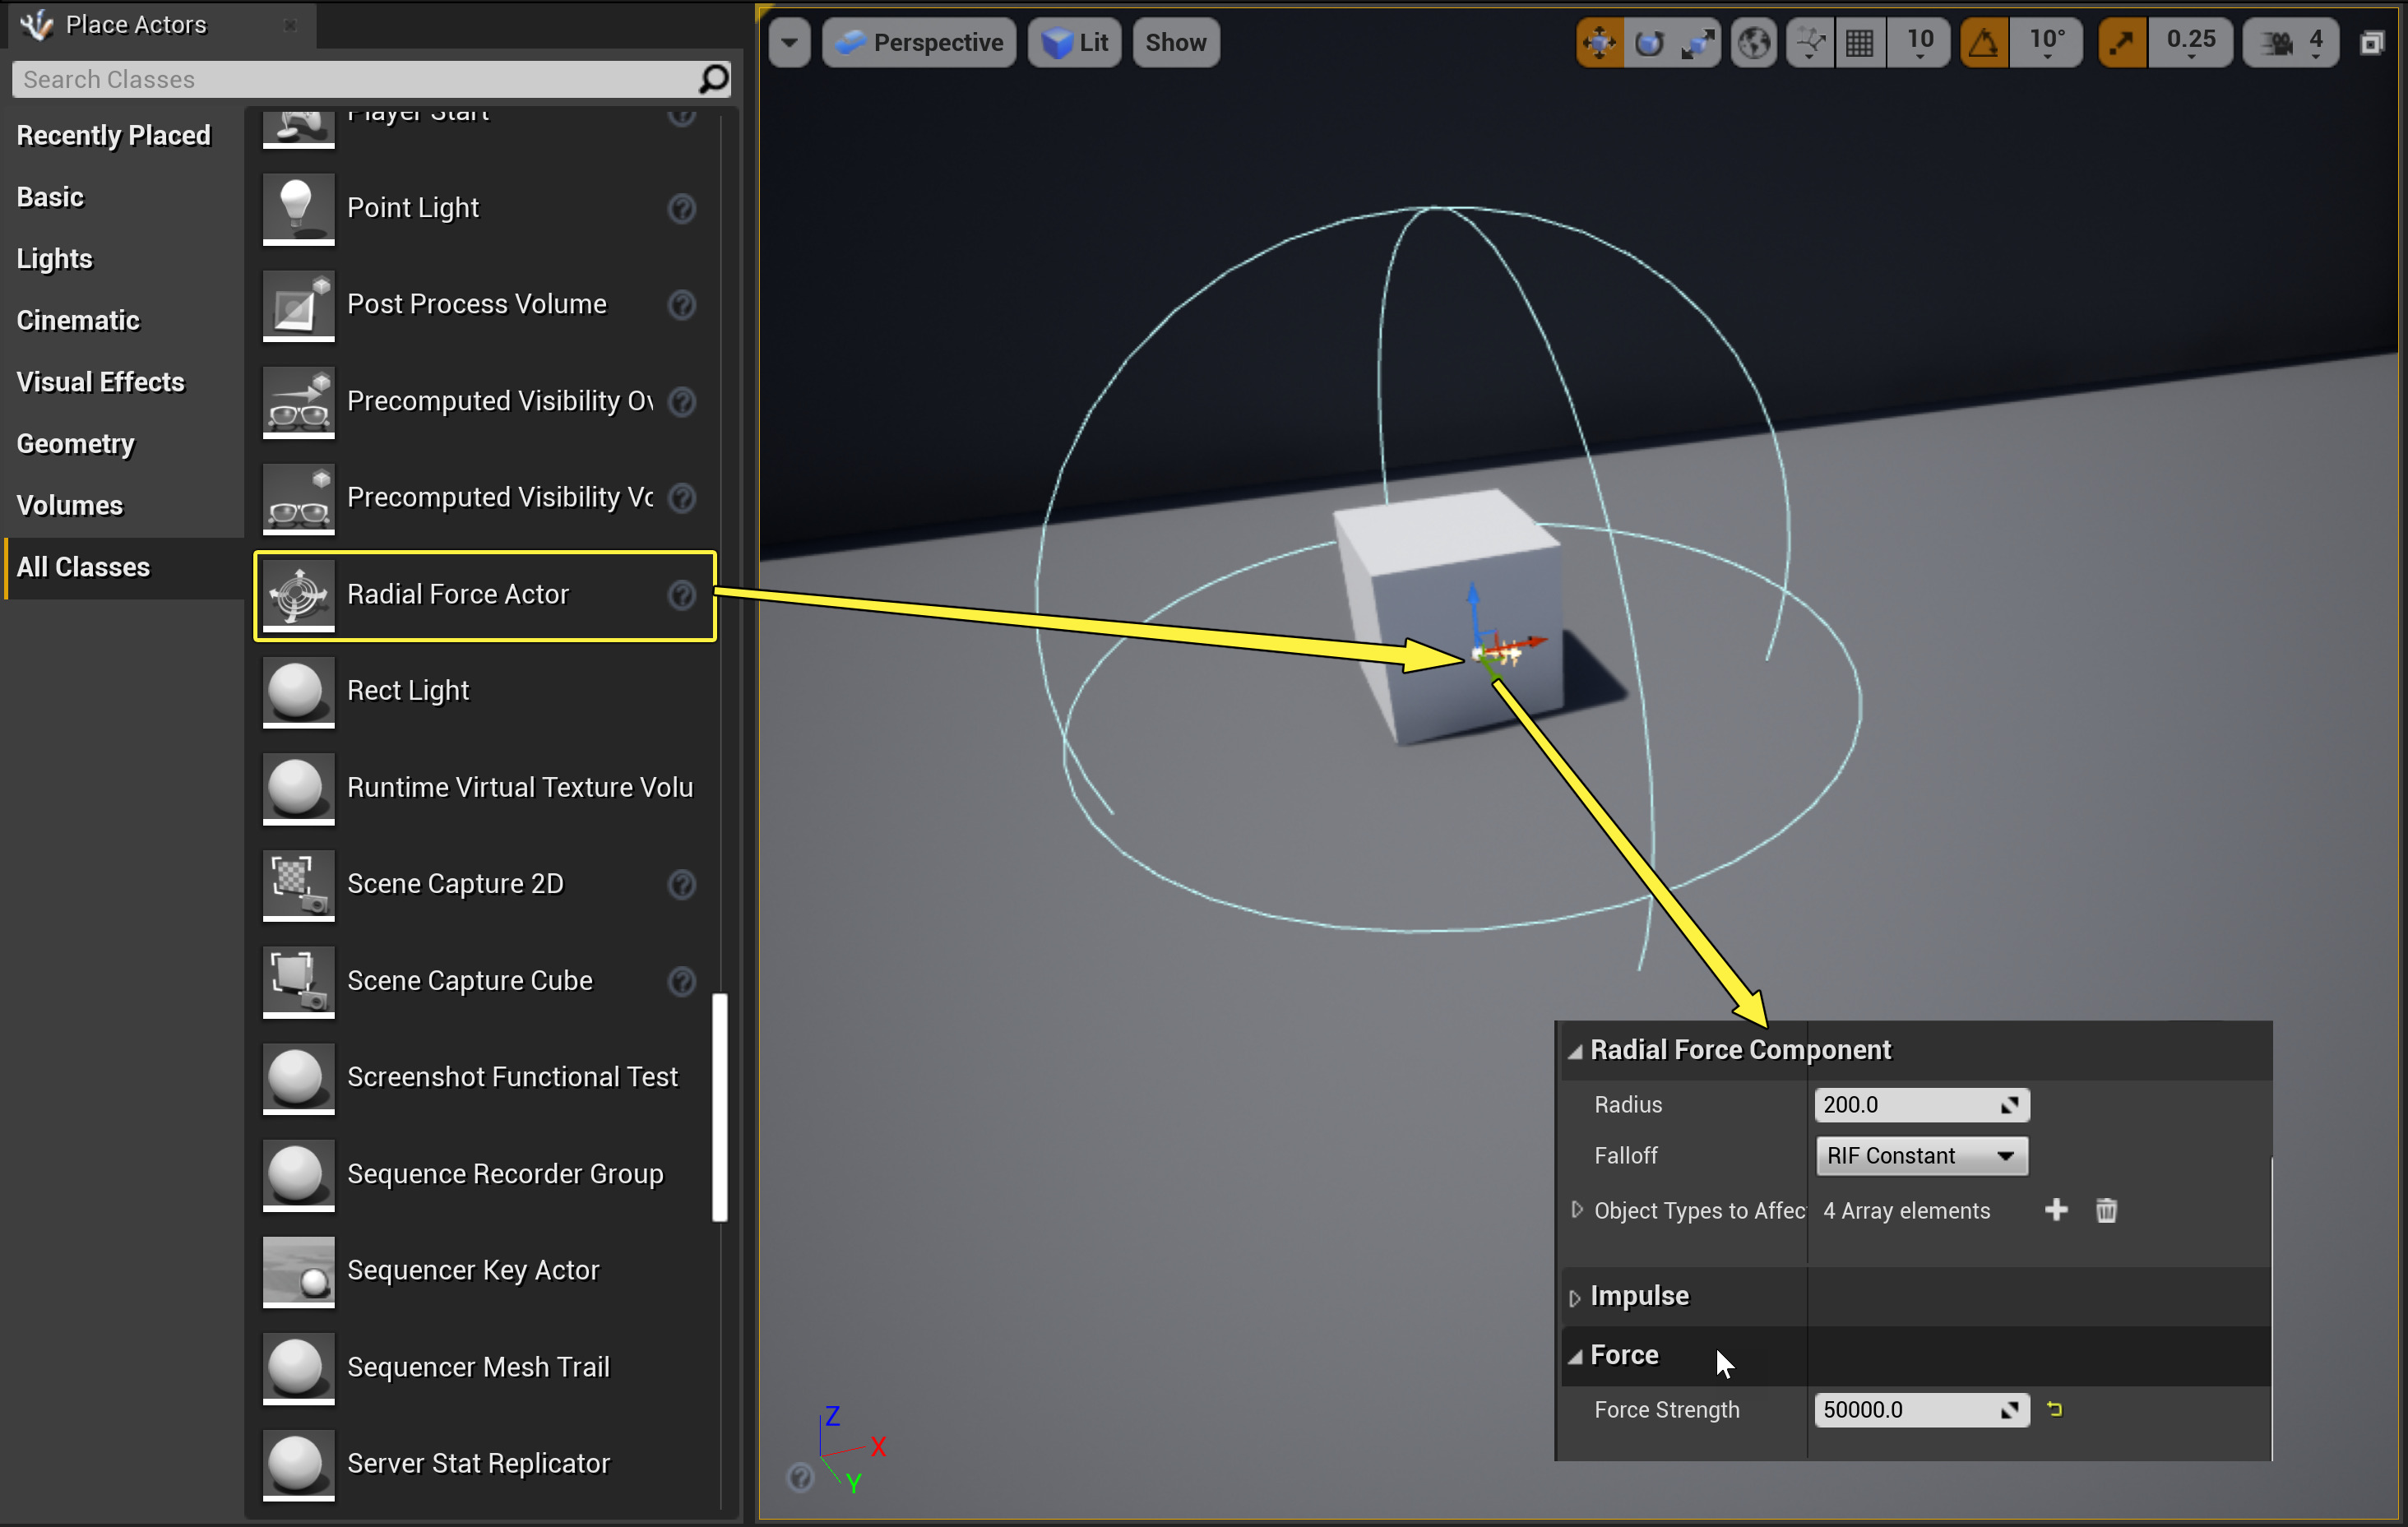 Place Actors
Search Classes
Recently Placed
Basic
Lights
Cinematic
Visual Effects
Geometry
Volumes
All Classes
Player Start
Point Light
Post Process Volume
Precomputed Visibility Ov
Precomputed Visibility Vo
Radial Force Actor
Rect Light
Runtime Virtual Texture Volu
Scene Capture 2D
Scene Capture Cube
Screenshot Functional Test
Sequence Recorder Group
Sequencer Key Actor
Sequencer Mesh Trail
Server Stat Replicator
Perspective Lit Show 10 10° 0.25 4
Radial Force Component
Radius 200.0
Falloff RIF Constant
Object Types to Affec 4 Array elements
Impulse
Force
Force Strength 50000.0
Z
X
Y